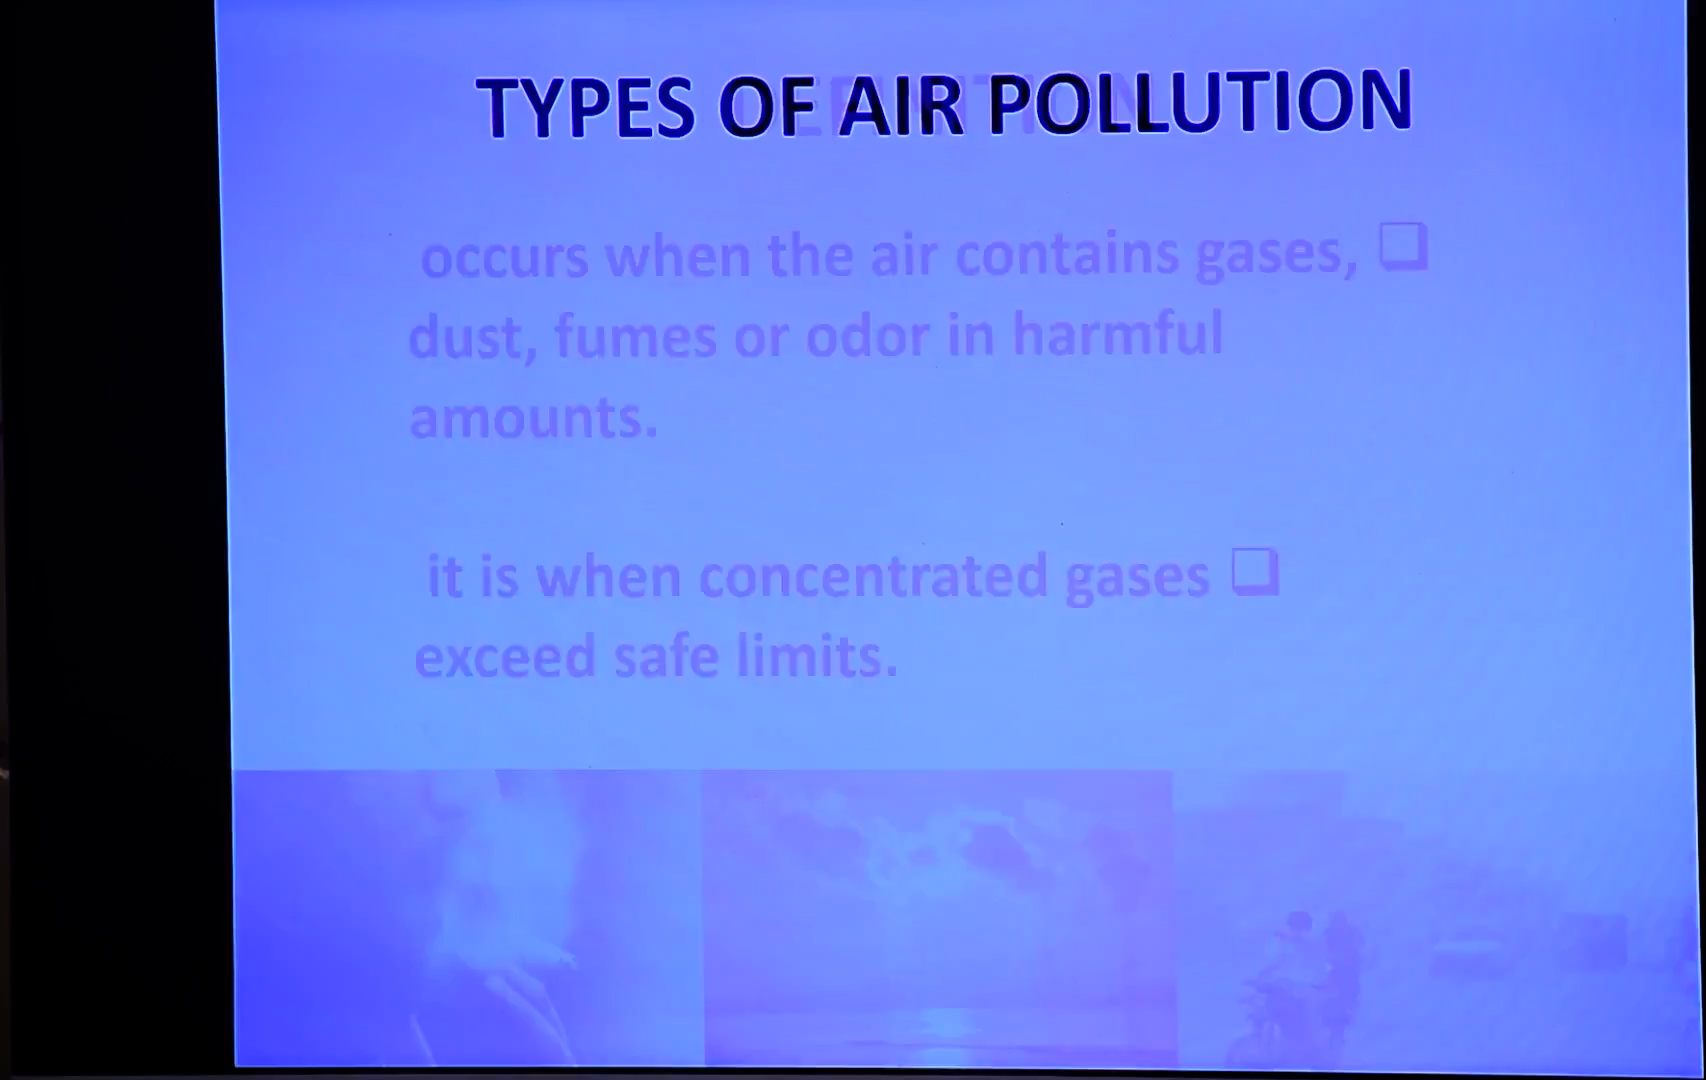 TYPES OF AIR POLLUTION
occurs when the air contains gases, ❑
dust, fumes or odor in harmful
amounts.
it is when concentrated gases ❑
exceed safe limits.